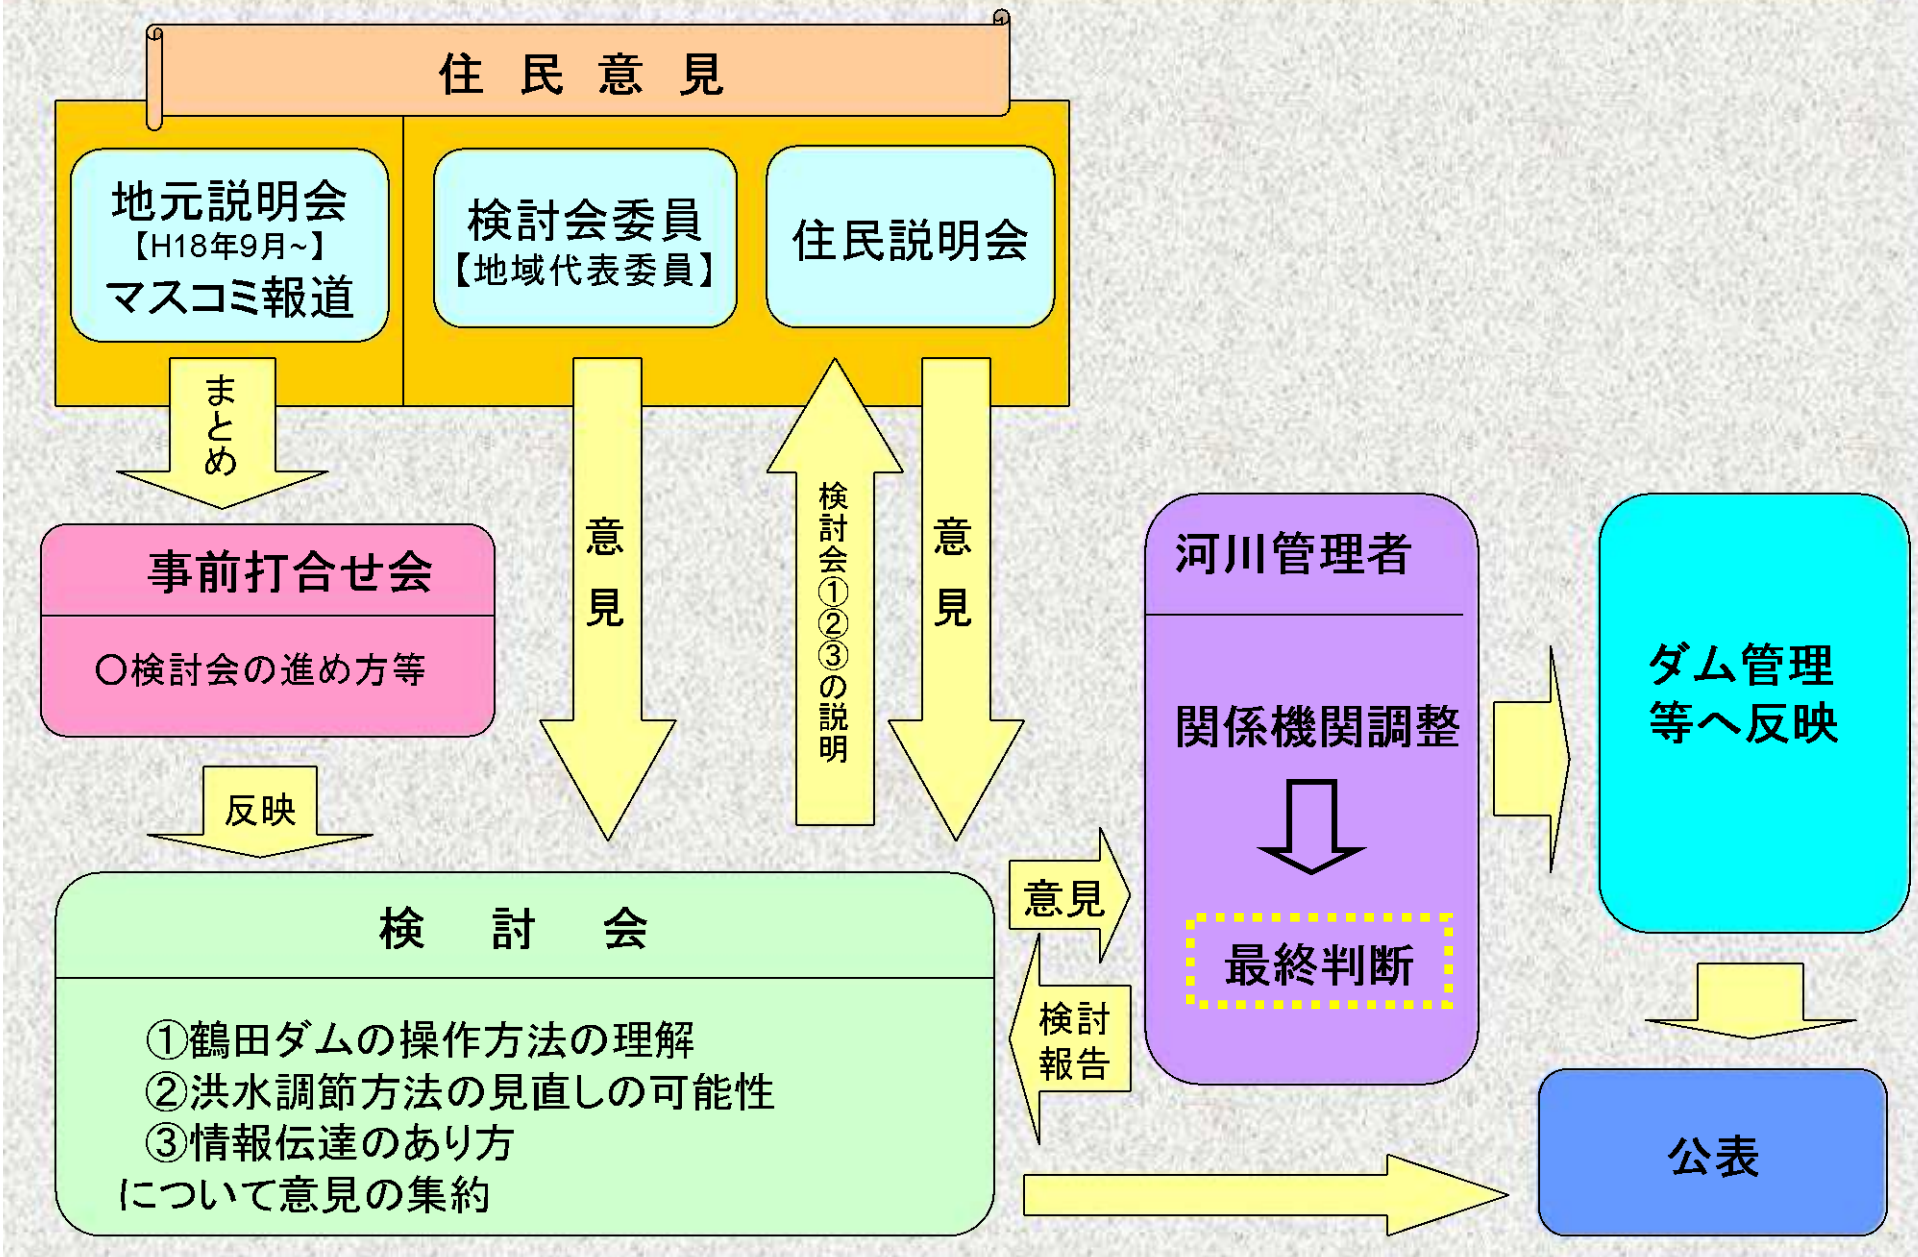 住民意見
地元説明会
【H18年9月~】
マスコミ報道
検討会委員
【地域代表委員】
住民説明会
まとめ
意見
検討会①②③の説明
意見
事前打合せ会
〇検討会の進め方等
反映
検討会
①鶴田ダムの操作方法の理解
②洪水調節方法の見直しの可能性
③情報伝達のあり方
について意見の集約
意見
検討
報告
河川管理者
関係機関調整
最終判断
ダム管理
等へ反映
公表